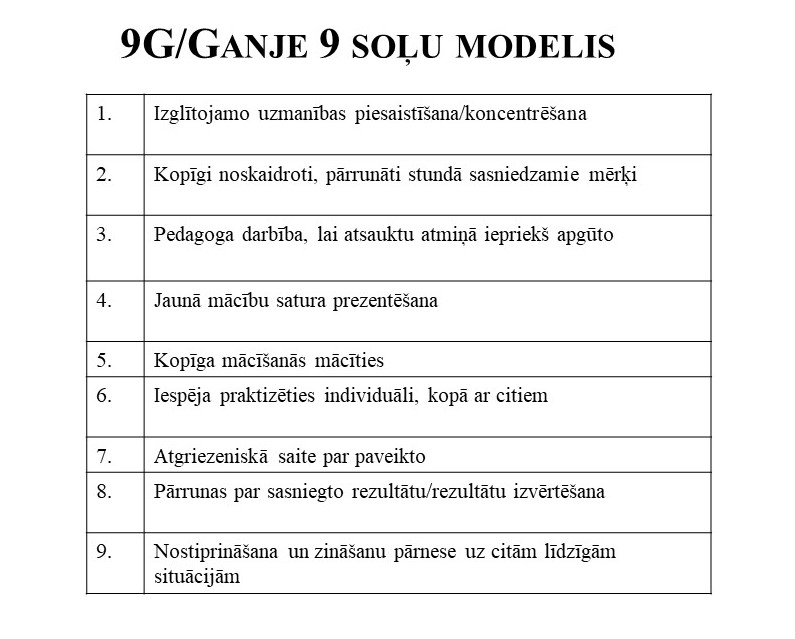 9G/Ganje 9 soļu modelis
1. Izglītojamo uzmanības piesaistīšana/koncentrēšana
2. Kopīgi noskaidroti, pārrunāti stundā sasniedzamie mērķi
3. Pedagoga darbība, lai atsauktu atmiņā iepriekš apgūto
4. Jaunā mācību satura prezentēšana
5. Kopīga mācīšanās mācīties
6. Iespēja praktizēties individuāli, kopā ar citiem
7. Atgriezeniskā saite par paveikto
8. Pārrunas par sasniegto rezultātu/rezultātu izvērtēšana
9. Nostiprināšana un zināšanu pārnese uz citām līdzīgām
situācijām